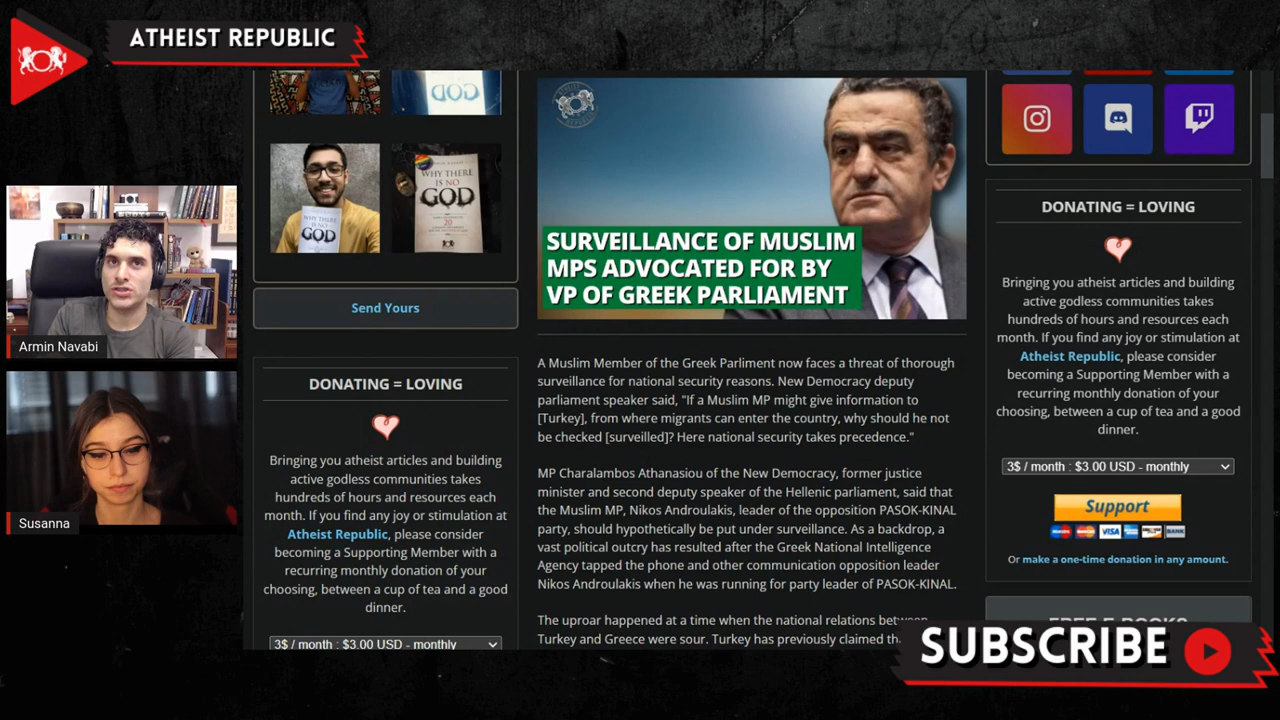 ATHEIST REPUBLIC
Armin Navabi
Susanna
GOD
WHY THERE
IS NO
GOD
WHY THERE
IS NO
GOD
20
Send Yours
DONATING = LOVING
Bringing you atheist articles and building
active godless communities takes
hundreds of hours and resources each
month. If you find any joy or stimulation at
Atheist Republic, please consider
becoming a Supporting Member with a
recurring monthly donation of your
choosing, between a cup of tea and a good
dinner.
3$ / month : $3.00 USD - monthly
SURVEILLANCE OF MUSLIM
MPS ADVOCATED FOR BY
VP OF GREEK PARLIAMENT
A Muslim Member of the Greek Parliment now faces a threat of thorough
surveillance for national security reasons. New Democracy deputy
parliament speaker said, "If a Muslim MP might give information to
[Turkey], from where migrants can enter the country, why should he not
be checked [surveilled]? Here national security takes precedence."
MP Charalambos Athanasiou of the New Democracy, former justice
minister and second deputy speaker of the Hellenic parliament, said that
the Muslim MP, Nikos Androulakis, leader of the opposition PASOK-KINAL
party, should hypothetically be put under surveillance. As a backdrop, a
vast political outcry has resulted after the Greek National Intelligence
Agency tapped the phone and other communication opposition leader
Nikos Androulakis when he was running for party leader of PASOK-KINAL.
The uproar happened at a time when the national relations between
Turkey and Greece were sour. Turkey has previously claimed
DONATING = LOVING
Bringing you atheist articles and building
active godless communities takes
hundreds of hours and resources each
month. If you find any joy or stimulation at
Atheist Republic, please consider
becoming a Supporting Member with a
recurring monthly donation of your
choosing, between a cup of tea and a good
dinner.
3$ / month : $3.00 USD - monthly
Support
VISA
BANK
Or make a one-time donation in any amount.
FREE E-BOOKS
SUBSCRIBE